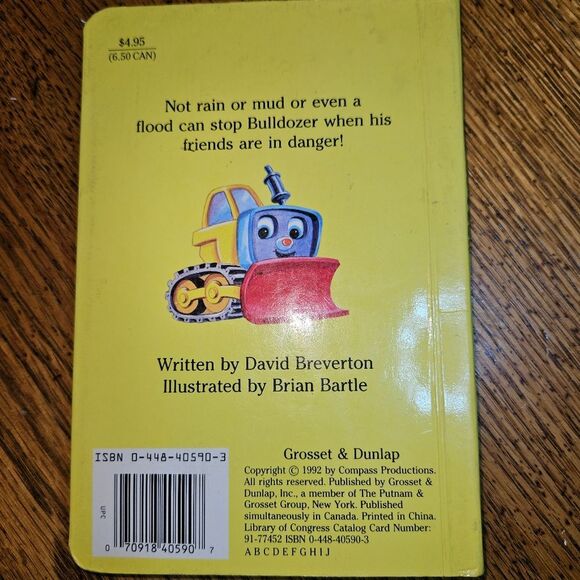 $4.95
(6.50 CAN)
Not rain or mud or even a
flood can stop Bulldozer when his
friends are in danger!
Written by David Breverton
Illustrated by Brian Bartle
ISBN 0-448-40590-3
UPC
0 70918 40590 7
Grosset & Dunlap
Copyright © 1992 by Compass Productions.
All rights reserved. Published by Grosset &
Dunlap, Inc., a member of The Putnam &
Grosset Group, New York. Published
simultaneously in Canada. Printed in China.
Library of Congress Catalog Card Number:
91-77452 ISBN 0-448-40590-3
A B C D E F G H I J